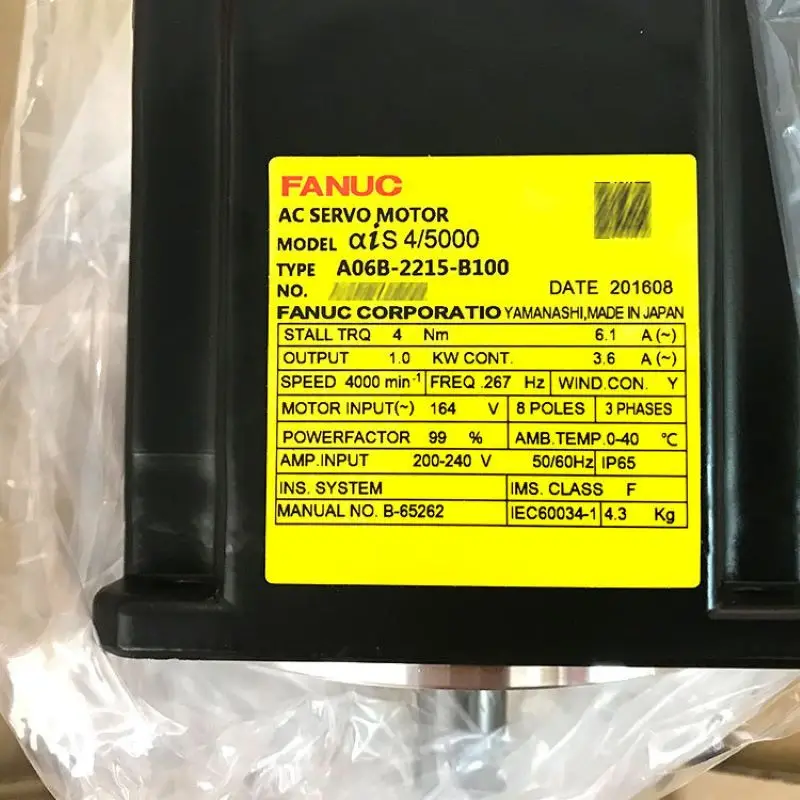 FANUC
AC SERVO MOTOR
MODEL αiS 4/5000
TYPE A06B-2215-B100
NO.
DATE 201608
FANUC CORPORATIO YAMANASHI,MADE IN JAPAN
STALL TRQ 4 Nm 6.1 A(~)
OUTPUT 1.0 KW CONT. 3.6 A(~)
SPEED 4000 min-1 FREQ.267 Hz WIND.CON. Y
MOTOR INPUT(~) 164 V 8 POLES 3 PHASES
POWERFACTOR 99 % AMB.TEMP.0-40 ℃
AMP.INPUT 200-240 V 50/60Hz IP65
INS. SYSTEM IMS. CLASS F
MANUAL NO. B-65262 IEC60034-1 4.3 Kg